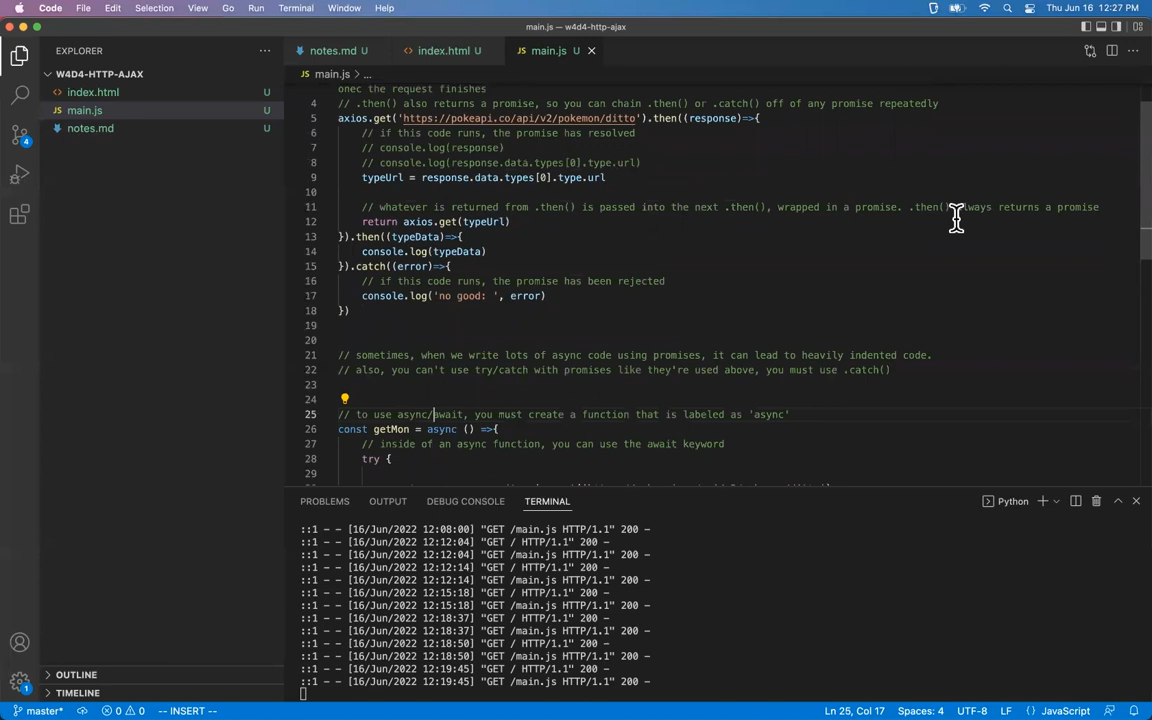 Code File Edit Selection View Go Run Terminal Window Help Thu Jun 16 12:27 PM
main.js — w4d4-http-ajax
EXPLORER
notes.md U
index.html U
JS main.js U
W4D4-HTTP-AJAX
index.html U
JS main.js U
notes.md U
4
1
JS main.js > ...
onec the request finishes
4 // .then() also returns a promise, so you can chain .then() or .catch() off of any promise repeatedly
5 axios.get('https://pokeapi.co/api/v2/pokemon/ditto').then((response)=>{
6 // if this code runs, the promise has resolved
7 // console.log(response)
8 // console.log(response.data.types[0].type.url)
9 typeUrl = response.data.types[0].type.url
10
11 // whatever is returned from .then() is passed into the next .then(), wrapped in a promise. .then() always returns a promise
12 return axios.get(typeUrl)
13 }).then((typeData)=>{
14 console.log(typeData)
15 }).catch((error)=>{
16 // if this code runs, the promise has been rejected
17 console.log('no good: ', error)
18 })
19
20
21 // sometimes, when we write lots of async code using promises, it can lead to heavily indented code.
22 // also, you can't use try/catch with promises like they're used above, you must use .catch()
23
24
25 // to use async/await, you must create a function that is labeled as 'async'
26 const getMon = async () =>{
27 // inside of an async function, you can use the await keyword
28 try {
29
PROBLEMS OUTPUT DEBUG CONSOLE TERMINAL Python
::1 - - [16/Jun/2022 12:08:00] "GET /main.js HTTP/1.1" 200 -
::1 - - [16/Jun/2022 12:12:04] "GET / HTTP/1.1" 200 -
::1 - - [16/Jun/2022 12:12:04] "GET /main.js HTTP/1.1" 200 -
::1 - - [16/Jun/2022 12:12:14] "GET / HTTP/1.1" 200 -
::1 - - [16/Jun/2022 12:12:14] "GET /main.js HTTP/1.1" 200 -
::1 - - [16/Jun/2022 12:15:18] "GET / HTTP/1.1" 200 -
::1 - - [16/Jun/2022 12:15:18] "GET /main.js HTTP/1.1" 200 -
::1 - - [16/Jun/2022 12:18:37] "GET / HTTP/1.1" 200 -
::1 - - [16/Jun/2022 12:18:37] "GET /main.js HTTP/1.1" 200 -
::1 - - [16/Jun/2022 12:18:50] "GET / HTTP/1.1" 200 -
::1 - - [16/Jun/2022 12:18:50] "GET /main.js HTTP/1.1" 200 -
::1 - - [16/Jun/2022 12:19:45] "GET / HTTP/1.1" 200 -
::1 - - [16/Jun/2022 12:19:45] "GET /main.js HTTP/1.1" 200 -
OUTLINE
TIMELINE
master* 0 0 -- INSERT -- Ln 25, Col 17 Spaces: 4 UTF-8 LF JavaScript